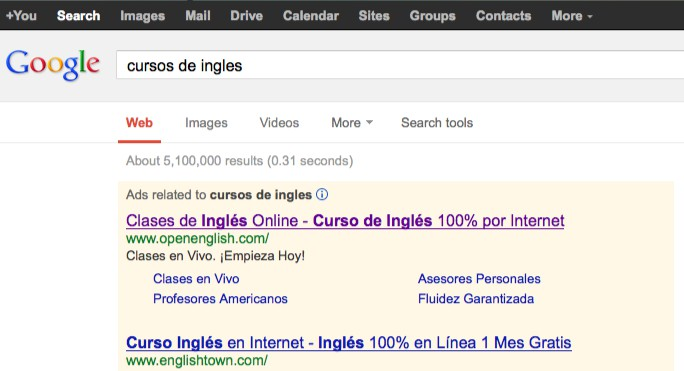 +You Search Images Mail Drive Calendar Sites Groups Contacts More
Google cursos de ingles
Web Images Videos More Search tools
About 5,100,000 results (0.31 seconds)
Ads related to cursos de ingles
Clases de Inglés Online - Curso de Inglés 100% por Internet
www.openenglish.com/
Clases en Vivo. ¡Empieza Hoy!
Clases en Vivo Asesores Personales
Profesores Americanos Fluidez Garantizada
Curso Inglés en Internet - Inglés 100% en Línea 1 Mes Gratis
www.englishtown.com/